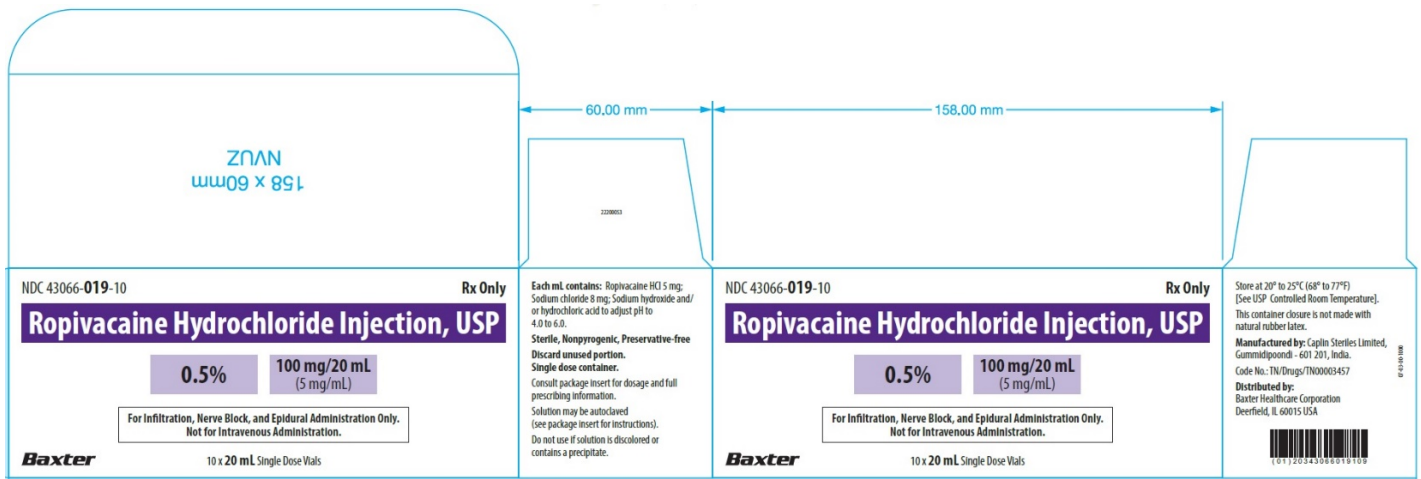 60.00 mm
158.00 mm
158 x 60mm
NVUZ
22200053
NDC 43066-019-10 Rx Only
Ropivacaine Hydrochloride Injection, USP
0.5%
100 mg/20 mL
(5 mg/mL)
For Infiltration, Nerve Block, and Epidural Administration Only.
Not for Intravenous Administration.
Baxter
10 x 20 mL Single Dose Vials
Each mL contains: Ropivacaine HCl 5 mg;
Sodium chloride 8 mg; Sodium hydroxide and/
or hydrochloric acid to adjust pH to
4.0 to 6.0.
Sterile, Nonpyrogenic, Preservative-free
Discard unused portion.
Single dose container.
Consult package insert for dosage and full
prescribing information.
Solution may be autoclaved
(see package insert for instructions).
Do not use if solution is discolored or
contains a precipitate.
NDC 43066-019-10 Rx Only
Ropivacaine Hydrochloride Injection, USP
0.5%
100 mg/20 mL
(5 mg/mL)
For Infiltration, Nerve Block, and Epidural Administration Only.
Not for Intravenous Administration.
Baxter
10 x 20 mL Single Dose Vials
Store at 20° to 25°C (68° to 77°F)
[See USP Controlled Room Temperature].
This container closure is not made with
natural rubber latex.
Manufactured by: Caplin Steriles Limited,
Gummidipoondi - 601 201, India.
Code No.: TN/Drugs/TN00003457
Distributed by:
Baxter Healthcare Corporation
Deerfield, IL 60015 USA
(01)20343066019109